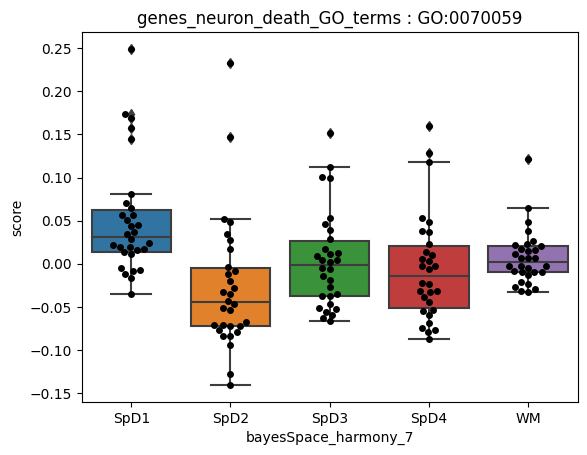 genes_neuron_death_GO_terms : GO:0070059
score
0.25
0.20
0.15
0.10
0.05
0.00
−0.05
−0.10
−0.15
SpD1 SpD2 SpD3 SpD4 WM
bayesSpace_harmony_7